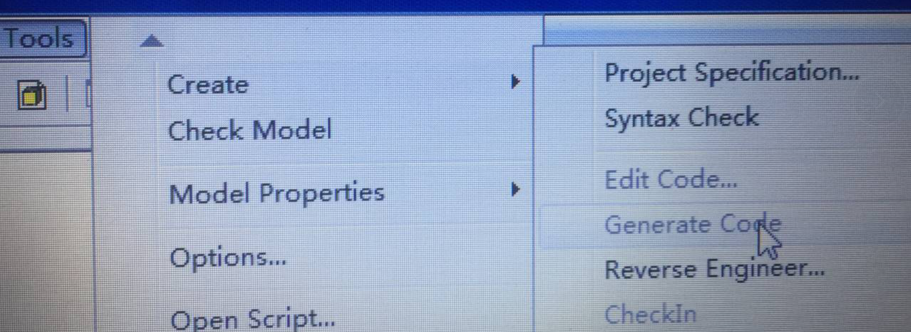 Tools
Create
Check Model
Model Properties
Options...
Open Script...
Project Specification...
Syntax Check
Edit Code...
Generate Code
Reverse Engineer...
CheckIn